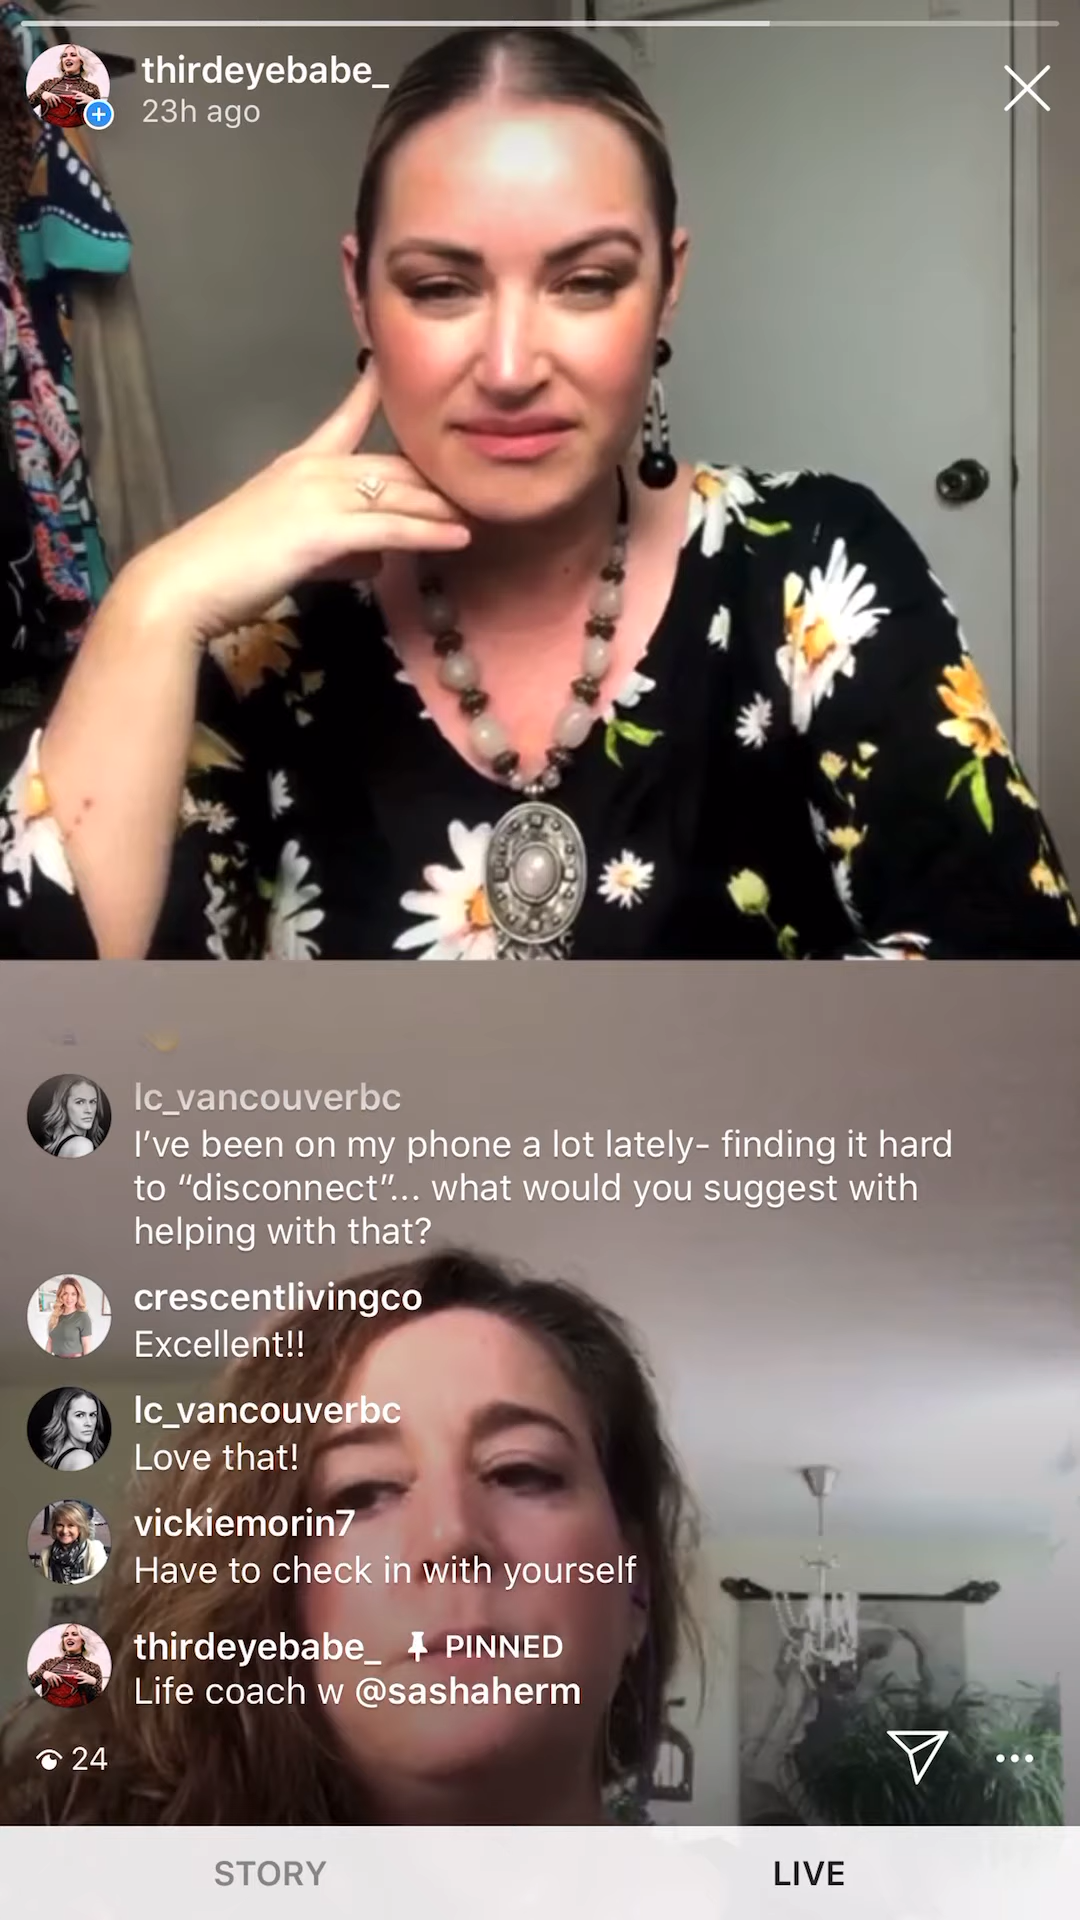 thirdeyebabe_
23h ago
lc_vancouverbc
I've been on my phone a lot lately- finding it hard
to “disconnect”... what would you suggest with
helping with that?
crescentlivingco
Excellent!!
lc_vancouverbc
Love that!
vickiemorin7
Have to check in with yourself
thirdeyebabe_ PINNED
Life coach w @sashaherm
24
STORY
LIVE